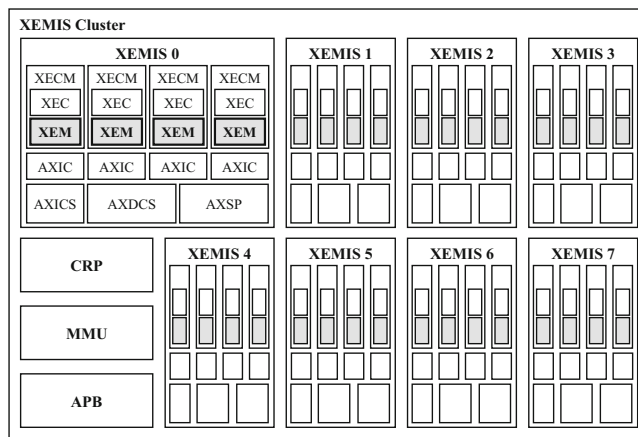 XEMIS Cluster
XEMIS 0
XECM XECM XECM XECM
XEC XEC XEC XEC
XEM XEM XEM XEM
AXIC AXIC AXIC AXIC
AXICS AXDCS AXSP
XEMIS 1
XEMIS 2
XEMIS 3
CRP
MMU
APB
XEMIS 4
XEMIS 5
XEMIS 6
XEMIS 7